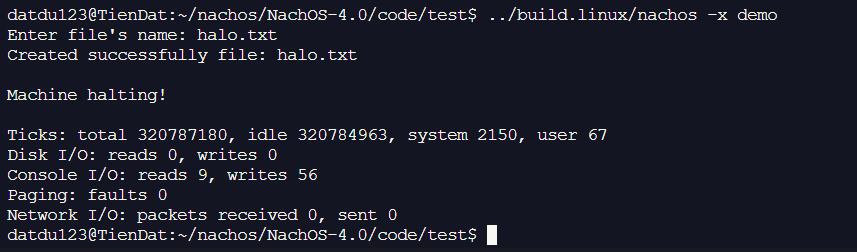 datdu123@TienDat:~/nachos/NachOS-4.0/code/test$ ../build.linux/nachos -x demo
Enter file's name: halo.txt
Created successfully file: halo.txt
Machine halting!
Ticks: total 320787180, idle 320784963, system 2150, user 67
Disk I/O: reads 0, writes 0
Console I/O: reads 9, writes 56
Paging: faults 0
Network I/O: packets received 0, sent 0
datdu123@TienDat:~/nachos/NachOS-4.0/code/test$